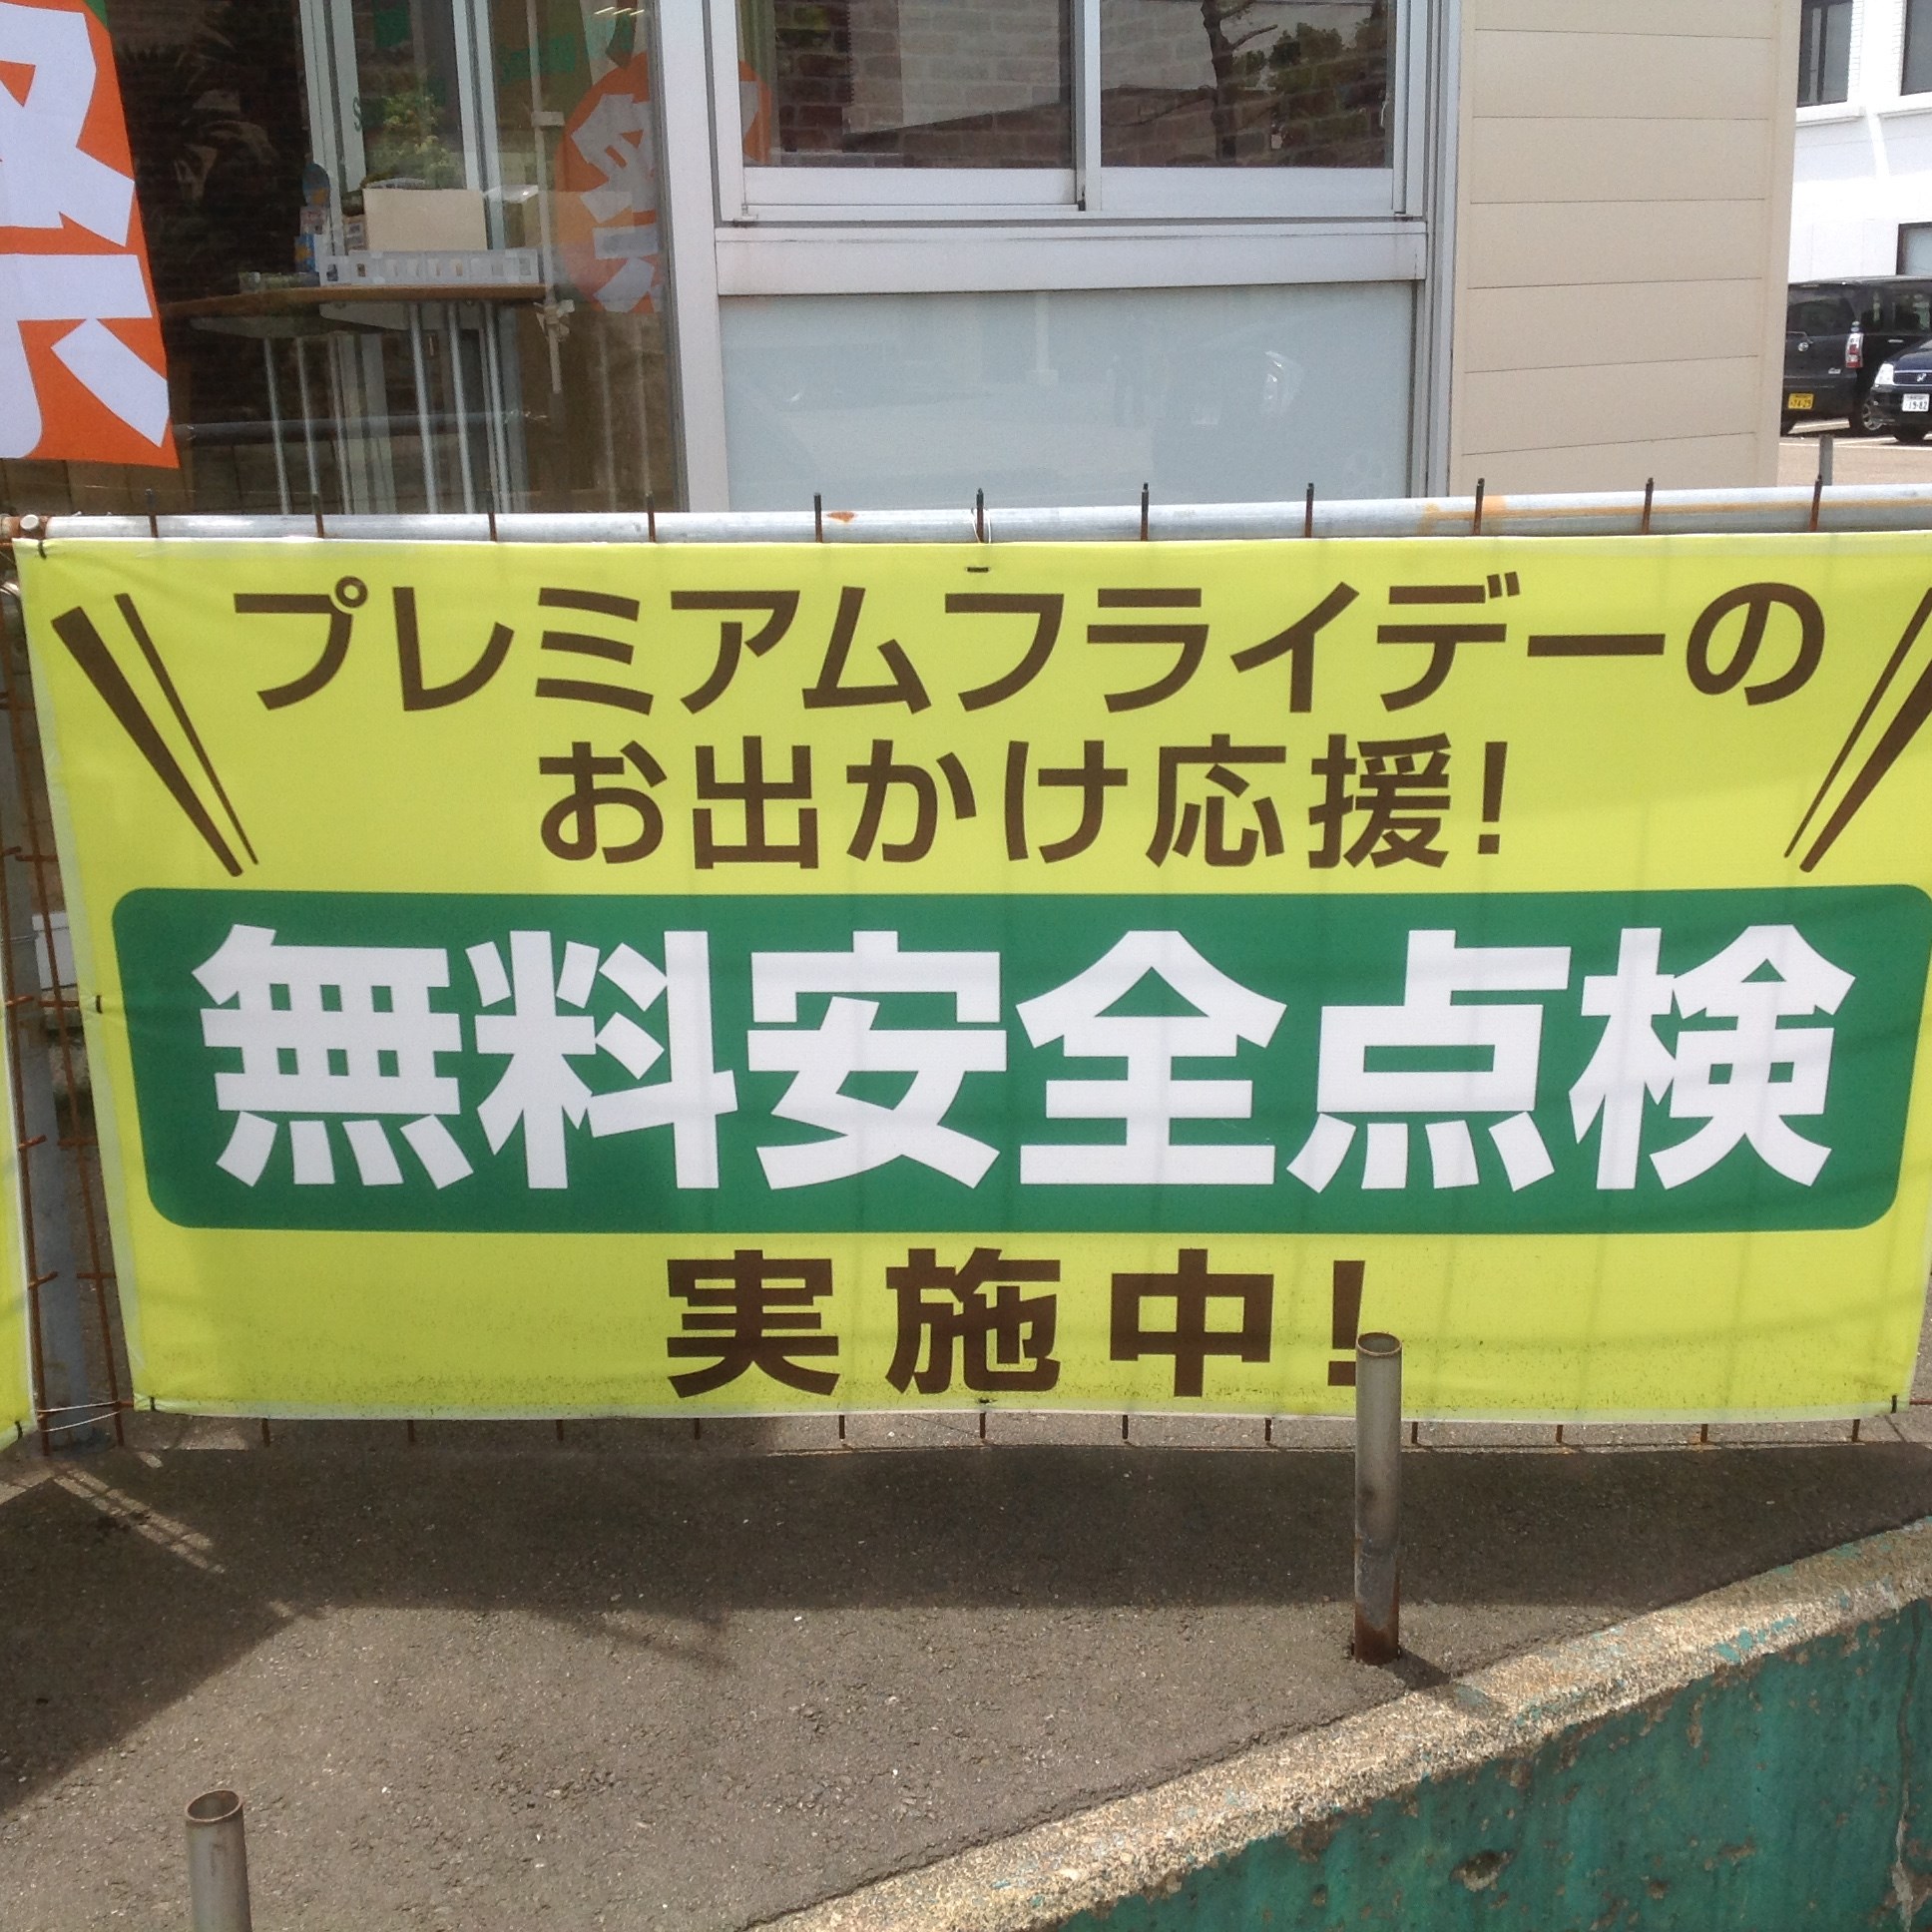 プレミアムフライデーの
お出かけ応援!
無料安全点検
実施中!